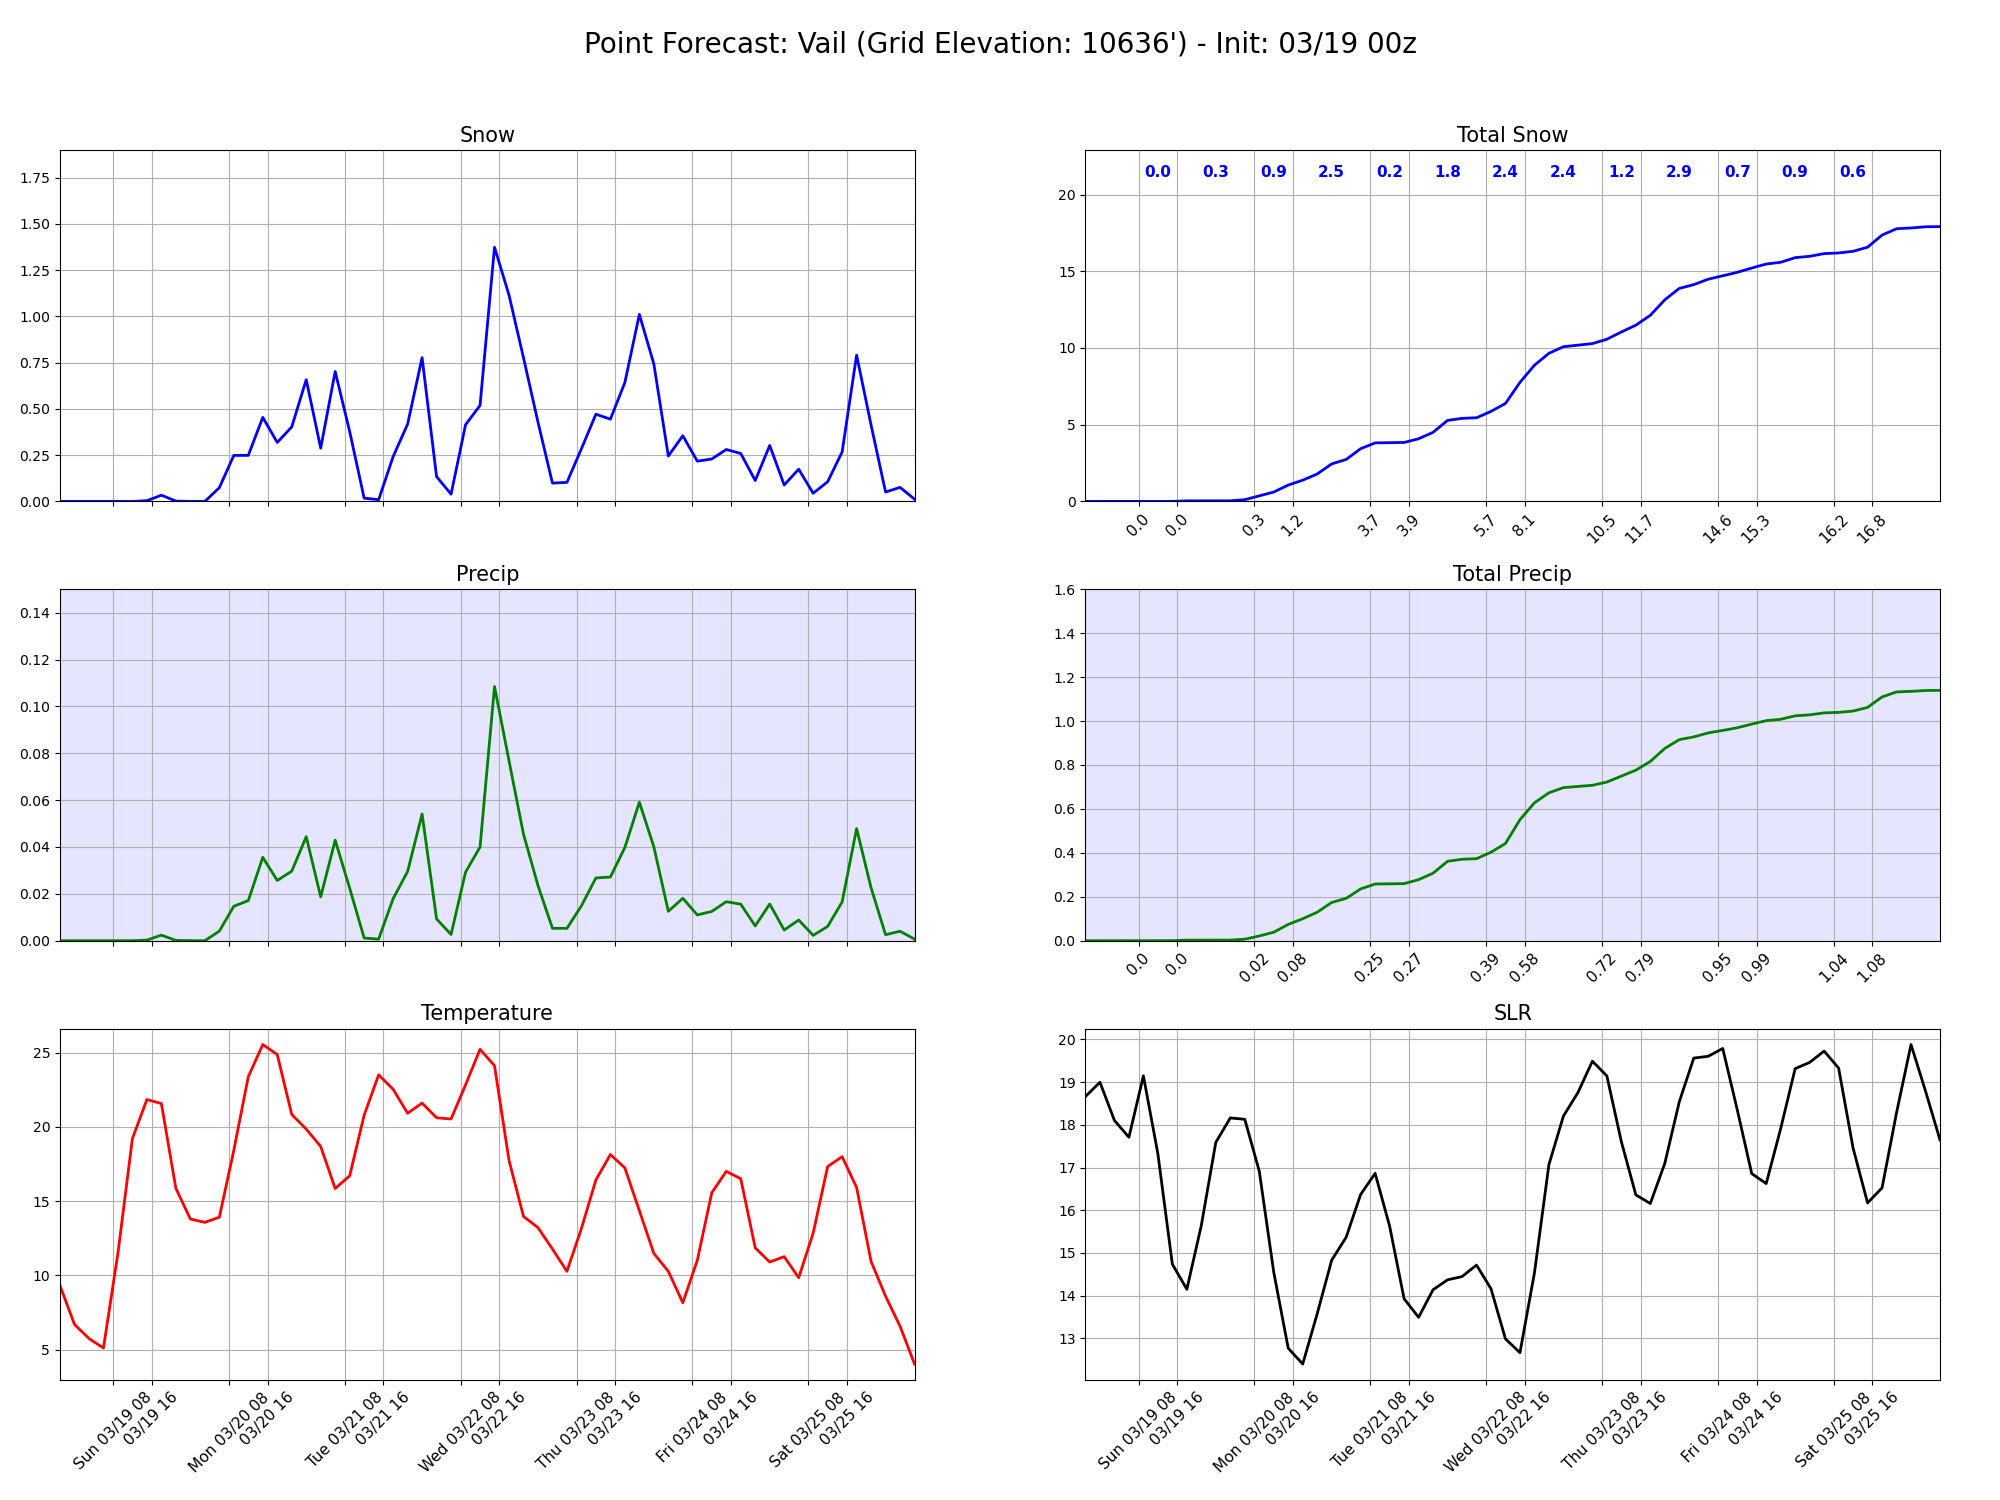 Point Forecast: Vail (Grid Elevation: 10636') - Init: 03/19 00z
Snow
1.75
1.50
1.25
1.00
0.75
0.50
0.25
0.00
Total Snow
0.0 0.3 0.9 2.5 0.2 1.8 2.4 2.4 1.2 2.9 0.7 0.9 0.6
20
15
10
5
0
0.0 0.0 0.3 1.2 3.7 3.9 5.7 8.1 10.5 11.7 14.6 15.3 16.2 16.8
Precip
0.14
0.12
0.10
0.08
0.06
0.04
0.02
0.00
Total Precip
1.6
1.4
1.2
1.0
0.8
0.6
0.4
0.2
0.0
0.0 0.0 0.02 0.08 0.25 0.27 0.39 0.58 0.72 0.79 0.95 0.99 1.04 1.08
Temperature
25
20
15
10
5
Sun 03/19 08
03/19 16
Mon 03/20 08
03/20 16
Tue 03/21 08
03/21 16
Wed 03/22 08
03/22 16
Thu 03/23 08
03/23 16
Fri 03/24 08
03/24 16
Sat 03/25 08
03/25 16
SLR
20
19
18
17
16
15
14
13
Sun 03/19 08
03/19 16
Mon 03/20 08
03/20 16
Tue 03/21 08
03/21 16
Wed 03/22 08
03/22 16
Thu 03/23 08
03/23 16
Fri 03/24 08
03/24 16
Sat 03/25 08
03/25 16